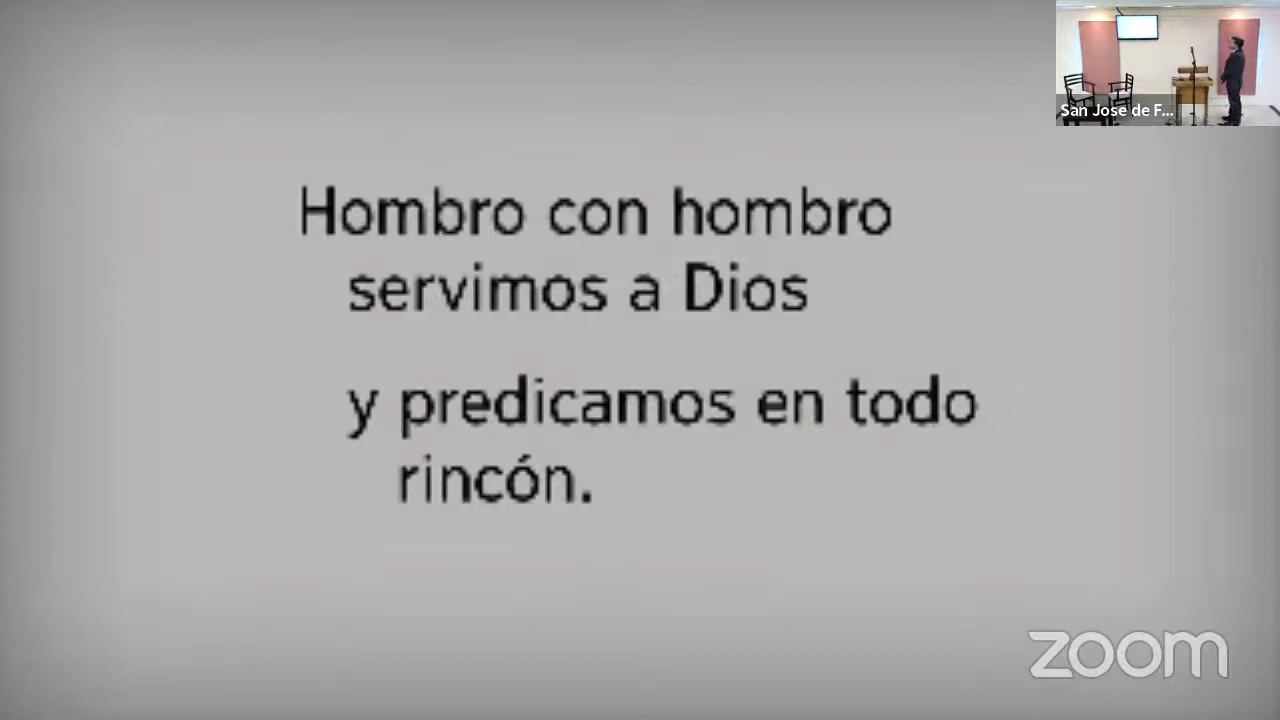 San Jose de F...
Hombro con hombro
servimos a Dios
y predicamos en todo
rincón.
zoom